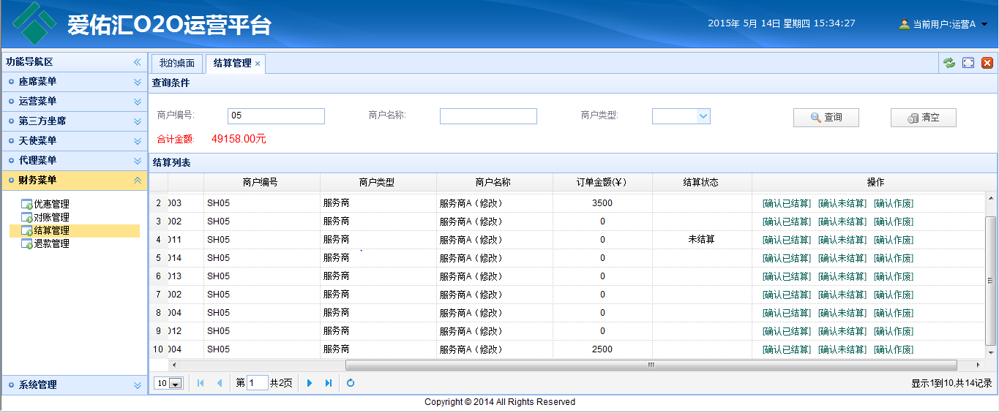 爱佑汇O2O运营平台
2015年 5月 14日 星期四 15:34:27
当前用户:运营A
功能导航区
座席菜单
运营菜单
第三方坐席
天使菜单
代理菜单
财务菜单
优惠管理
对账管理
结算管理
退款管理
系统管理
我的桌面 结算管理 ×
查询条件
商户编号: 05 商户名称: 商户类型: 查询 清空
合计金额: 49158.00元
结算列表
商户编号 商户类型 商户名称 订单金额(¥) 结算状态 操作
2 003 SH05 服务商 服务商A（修改） 3500 [确认已结算] [确认未结算] [确认作废]
3 002 SH05 服务商 服务商A（修改） 0 [确认已结算] [确认未结算] [确认作废]
4 011 SH05 服务商 服务商A（修改） 0 未结算 [确认已结算] [确认未结算] [确认作废]
5 014 SH05 服务商 服务商A（修改） 0 [确认已结算] [确认未结算] [确认作废]
6 013 SH05 服务商 服务商A（修改） 0 [确认已结算] [确认未结算] [确认作废]
7 002 SH05 服务商 服务商A（修改） 0 [确认已结算] [确认未结算] [确认作废]
8 004 SH05 服务商 服务商A（修改） 0 [确认已结算] [确认未结算] [确认作废]
9 012 SH05 服务商 服务商A（修改） 0 [确认已结算] [确认未结算] [确认作废]
10 004 SH05 服务商 服务商A（修改） 2500 [确认已结算] [确认未结算] [确认作废]
10 第 1 共2页 显示1到10,共14记录
Copyright © 2014 All Rights Reserved